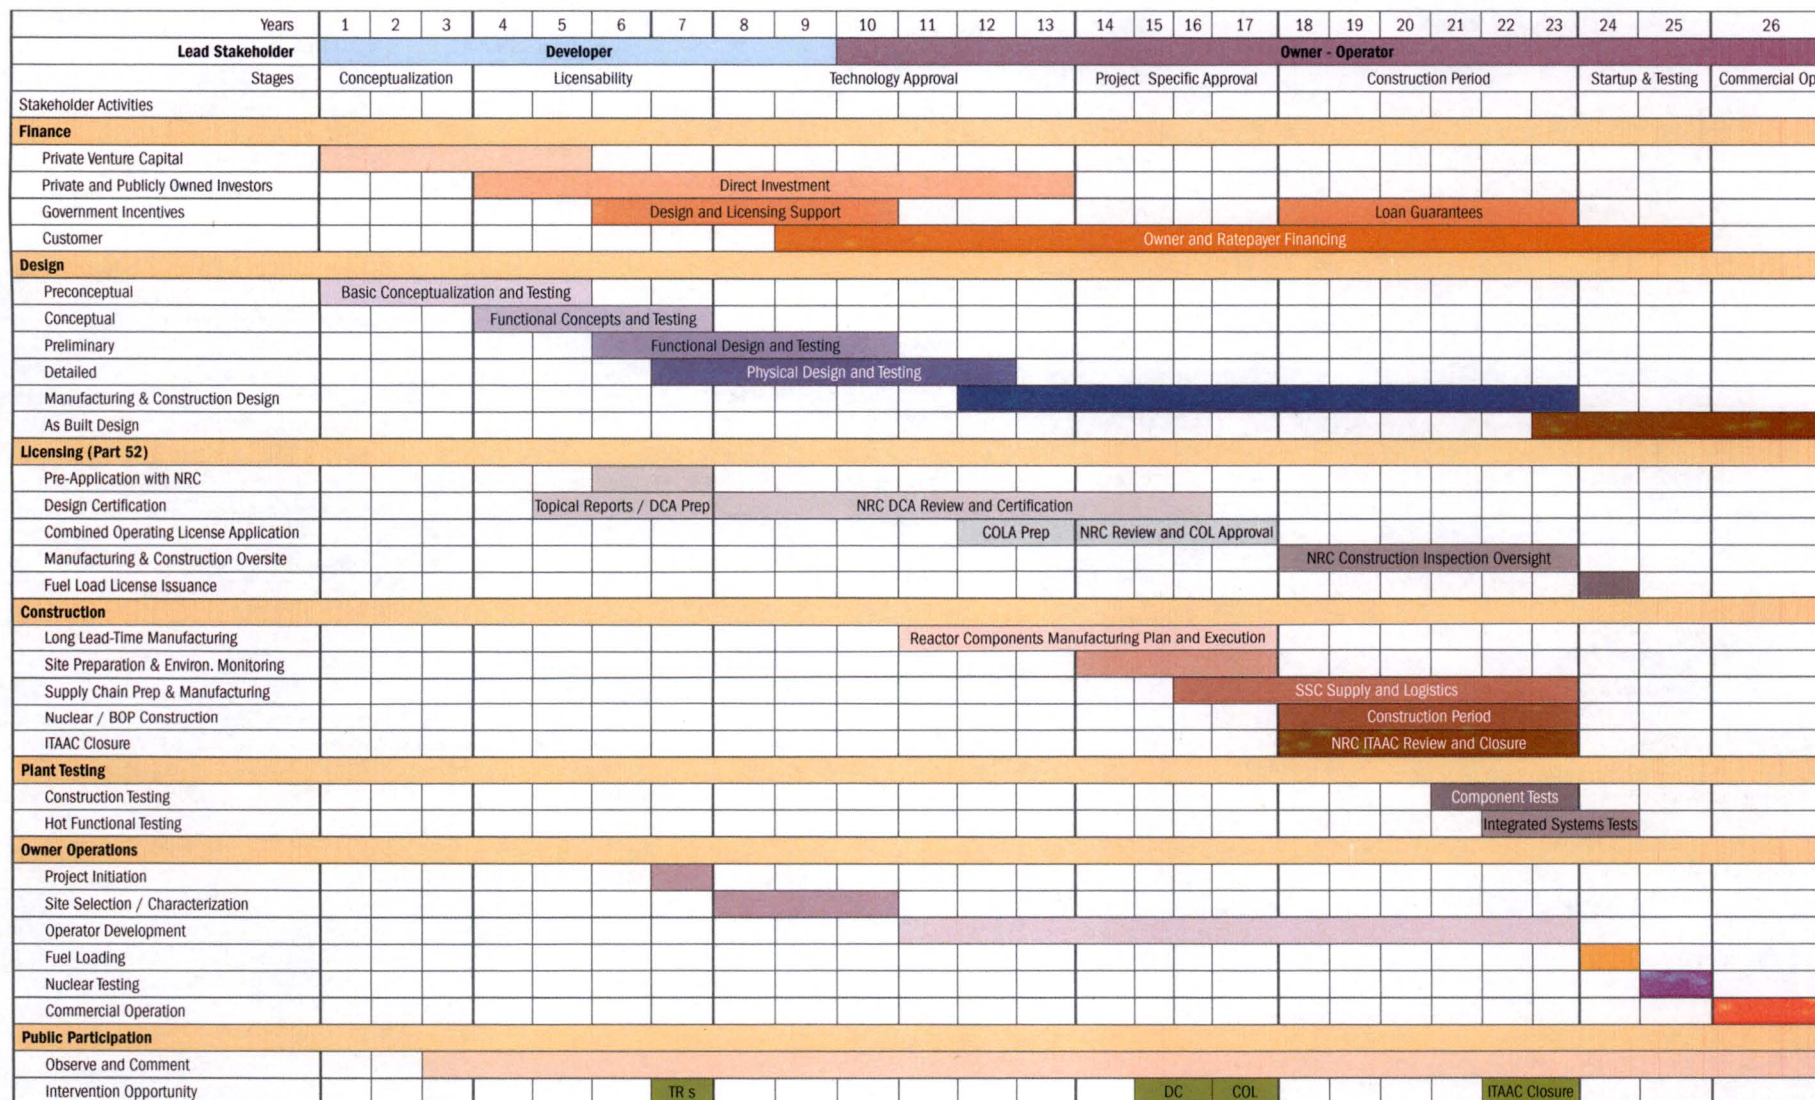 Years 1 2 3 4 5 6 7 8 9 10 11 12 13 14 15 16 17 18 19 20 21 22 23 24 25 26
Lead Stakeholder Developer Owner - Operator
Stages Conceptualization Licensability Technology Approval Project Specific Approval Construction Period Startup & Testing Commercial Op
Stakeholder Activities
Finance
Private Venture Capital
Private and Publicly Owned Investors Direct Investment
Government Incentives Design and Licensing Support Loan Guarantees
Customer Owner and Ratepayer Financing
Design
Preconceptual Basic Conceptualization and Testing
Conceptual Functional Concepts and Testing
Preliminary Functional Design and Testing
Detailed Physical Design and Testing
Manufacturing & Construction Design
As Built Design
Licensing (Part 52)
Pre-Application with NRC
Design Certification Topical Reports / DCA Prep NRC DCA Review and Certification
Combined Operating License Application COLA Prep NRC Review and COL Approval
Manufacturing & Construction Oversite NRC Construction Inspection Oversight
Fuel Load License Issuance
Construction
Long Lead-Time Manufacturing Reactor Components Manufacturing Plan and Execution
Site Preparation & Environ. Monitoring
Supply Chain Prep & Manufacturing SSC Supply and Logistics
Nuclear / BOP Construction Construction Period
ITAAC Closure NRC ITAAC Review and Closure
Plant Testing
Construction Testing Component Tests
Hot Functional Testing Integrated Systems Tests
Owner Operations
Project Initiation
Site Selection / Characterization
Operator Development
Fuel Loading
Nuclear Testing
Commercial Operation
Public Participation
Observe and Comment
Intervention Opportunity TR s DC COL ITAAC Closure